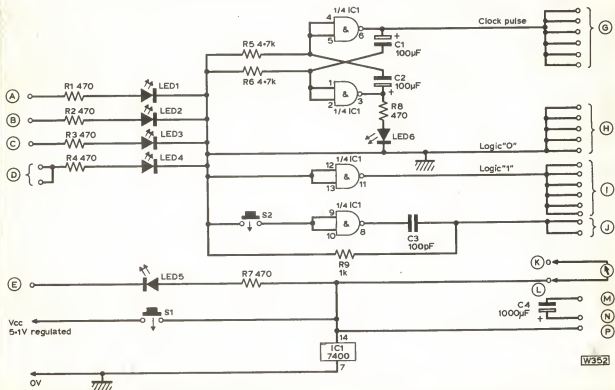 1/4 IC1
4
5
6
Clock pulse
G
R5 4·7k
C1
100µF
+
R6 4·7k
1/4 IC1
1
2
3
C2
100µF
+
R8
470
LED6
A
R1 470
LED1
B
R2 470
LED2
C
R3 470
LED3
D
R4 470
LED4
H
Logic"0"
1/4 IC1
12
13
11
Logic"1"
I
1/4 IC1
S2
9
10
8
C3
100pF
J
R9
1k
K
E
LED5
R7 470
L
M
C4
1000µF
+
N
P
S1
Vcc
5·1V regulated
14
IC1
7400
7
0V
W352